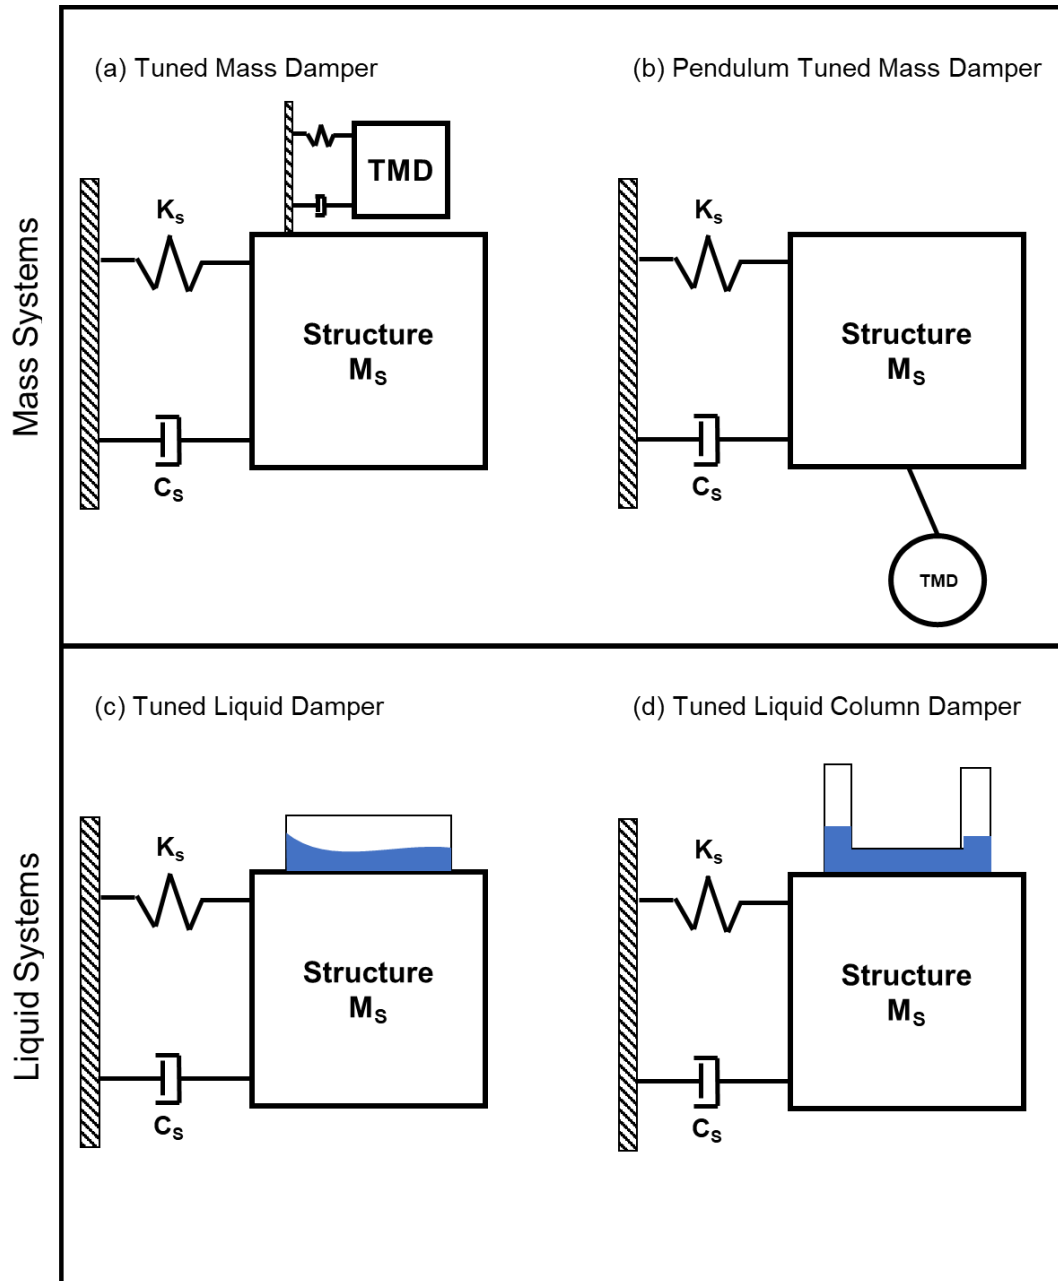 Mass Systems
(a) Tuned Mass Damper
TMD
Ks
Structure
MS
CS
(b) Pendulum Tuned Mass Damper
Ks
Structure
MS
CS
TMD
Liquid Systems
(c) Tuned Liquid Damper
Ks
Structure
MS
CS
(d) Tuned Liquid Column Damper
Ks
Structure
MS
CS